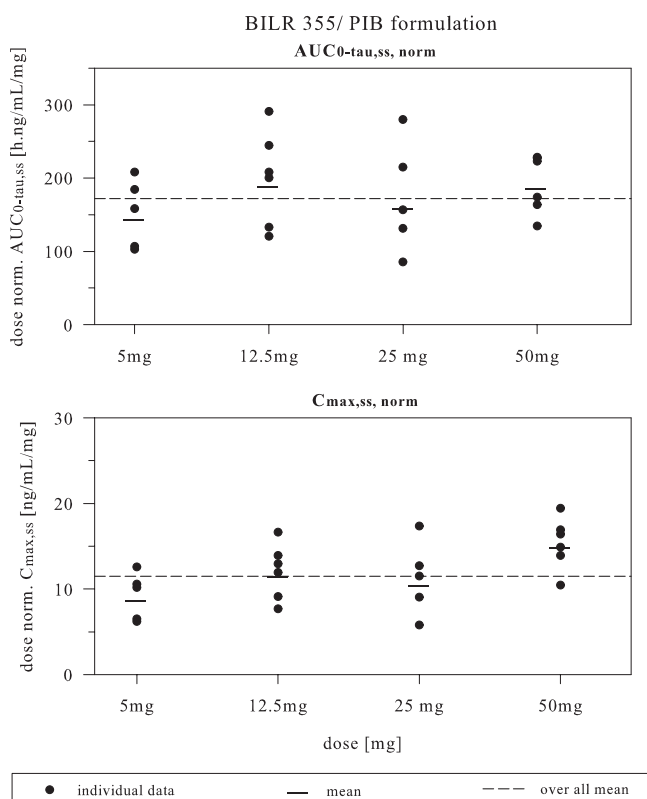 BILR 355/ PIB formulation
AUC0-tau,ss, norm
dose norm. AUC0-tau,ss [h.ng/mL/mg]
300
200
100
0
5mg 12.5mg 25 mg 50mg
Cmax,ss, norm
dose norm. Cmax,ss [ng/mL/mg]
30
20
10
0
5mg 12.5mg 25 mg 50mg
dose [mg]
individual data mean over all mean